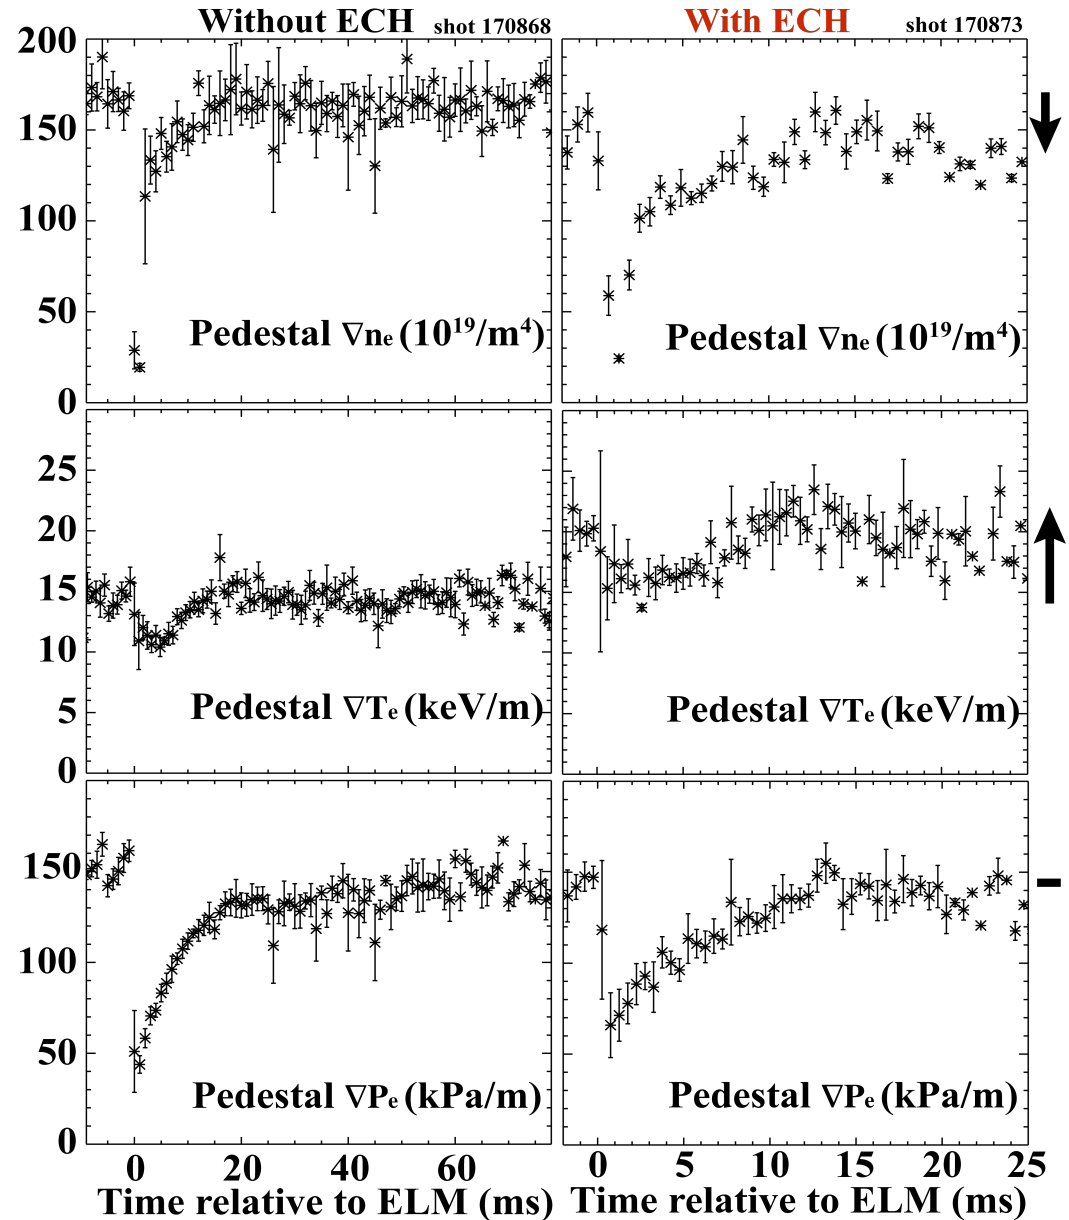 Without ECH shot 170868
With ECH shot 170873
200
150
100
50
0
Pedestal ∇ne (10¹⁹/m⁴)
Pedestal ∇ne (10¹⁹/m⁴)
25
20
15
10
5
0
Pedestal ∇Te (keV/m)
Pedestal ∇Te (keV/m)
150
100
50
0
Pedestal ∇Pe (kPa/m)
Pedestal ∇Pe (kPa/m)
0 20 40 60
0 5 10 15 20 25
Time relative to ELM (ms)
Time relative to ELM (ms)